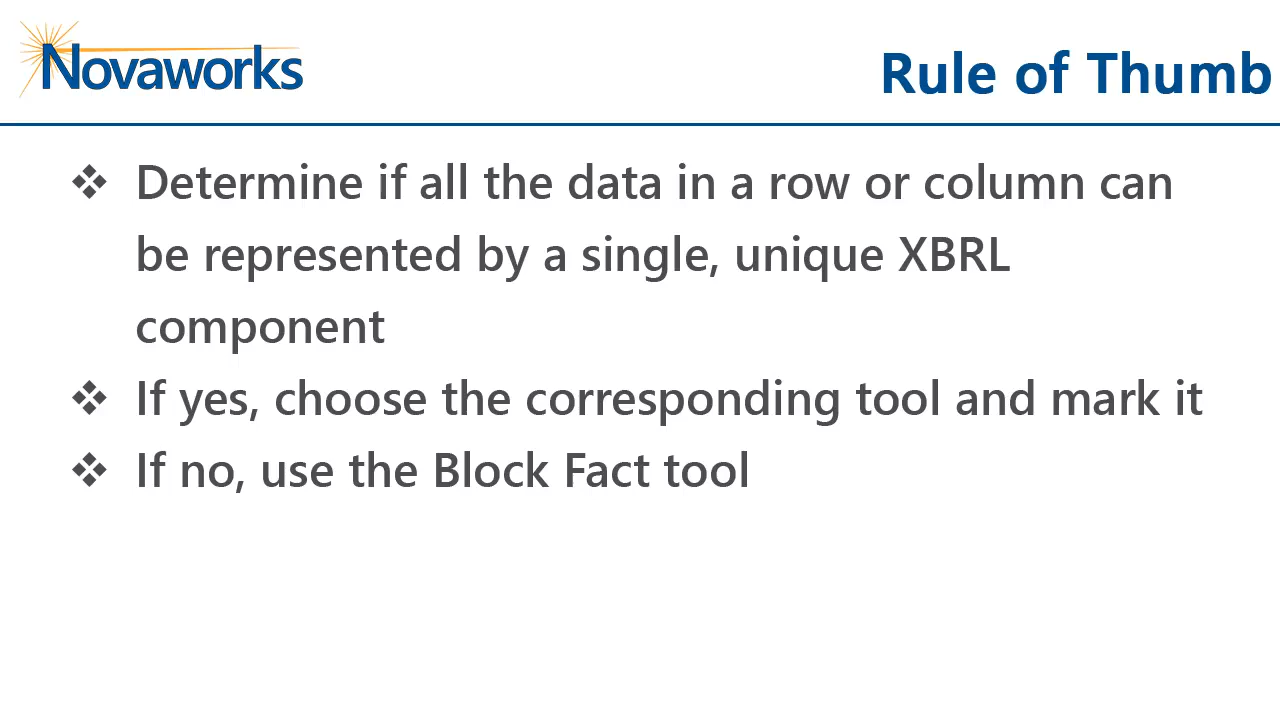 Novaworks
Rule of Thumb
❖ Determine if all the data in a row or column can
be represented by a single, unique XBRL
component
❖ If yes, choose the corresponding tool and mark it
❖ If no, use the Block Fact tool